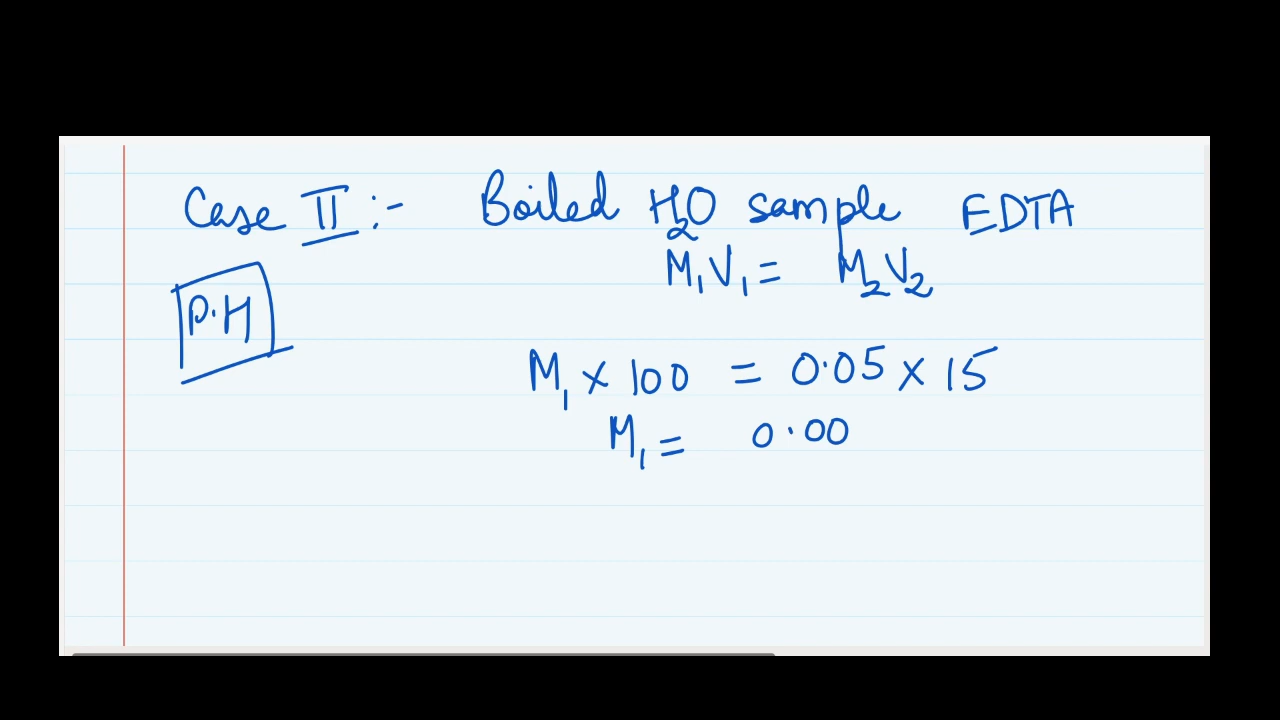 Case II :- Boiled H2O sample EDTA
M1V1 = M2V2
P.H
M1 × 100 = 0.05 × 15
M1 = 0.00